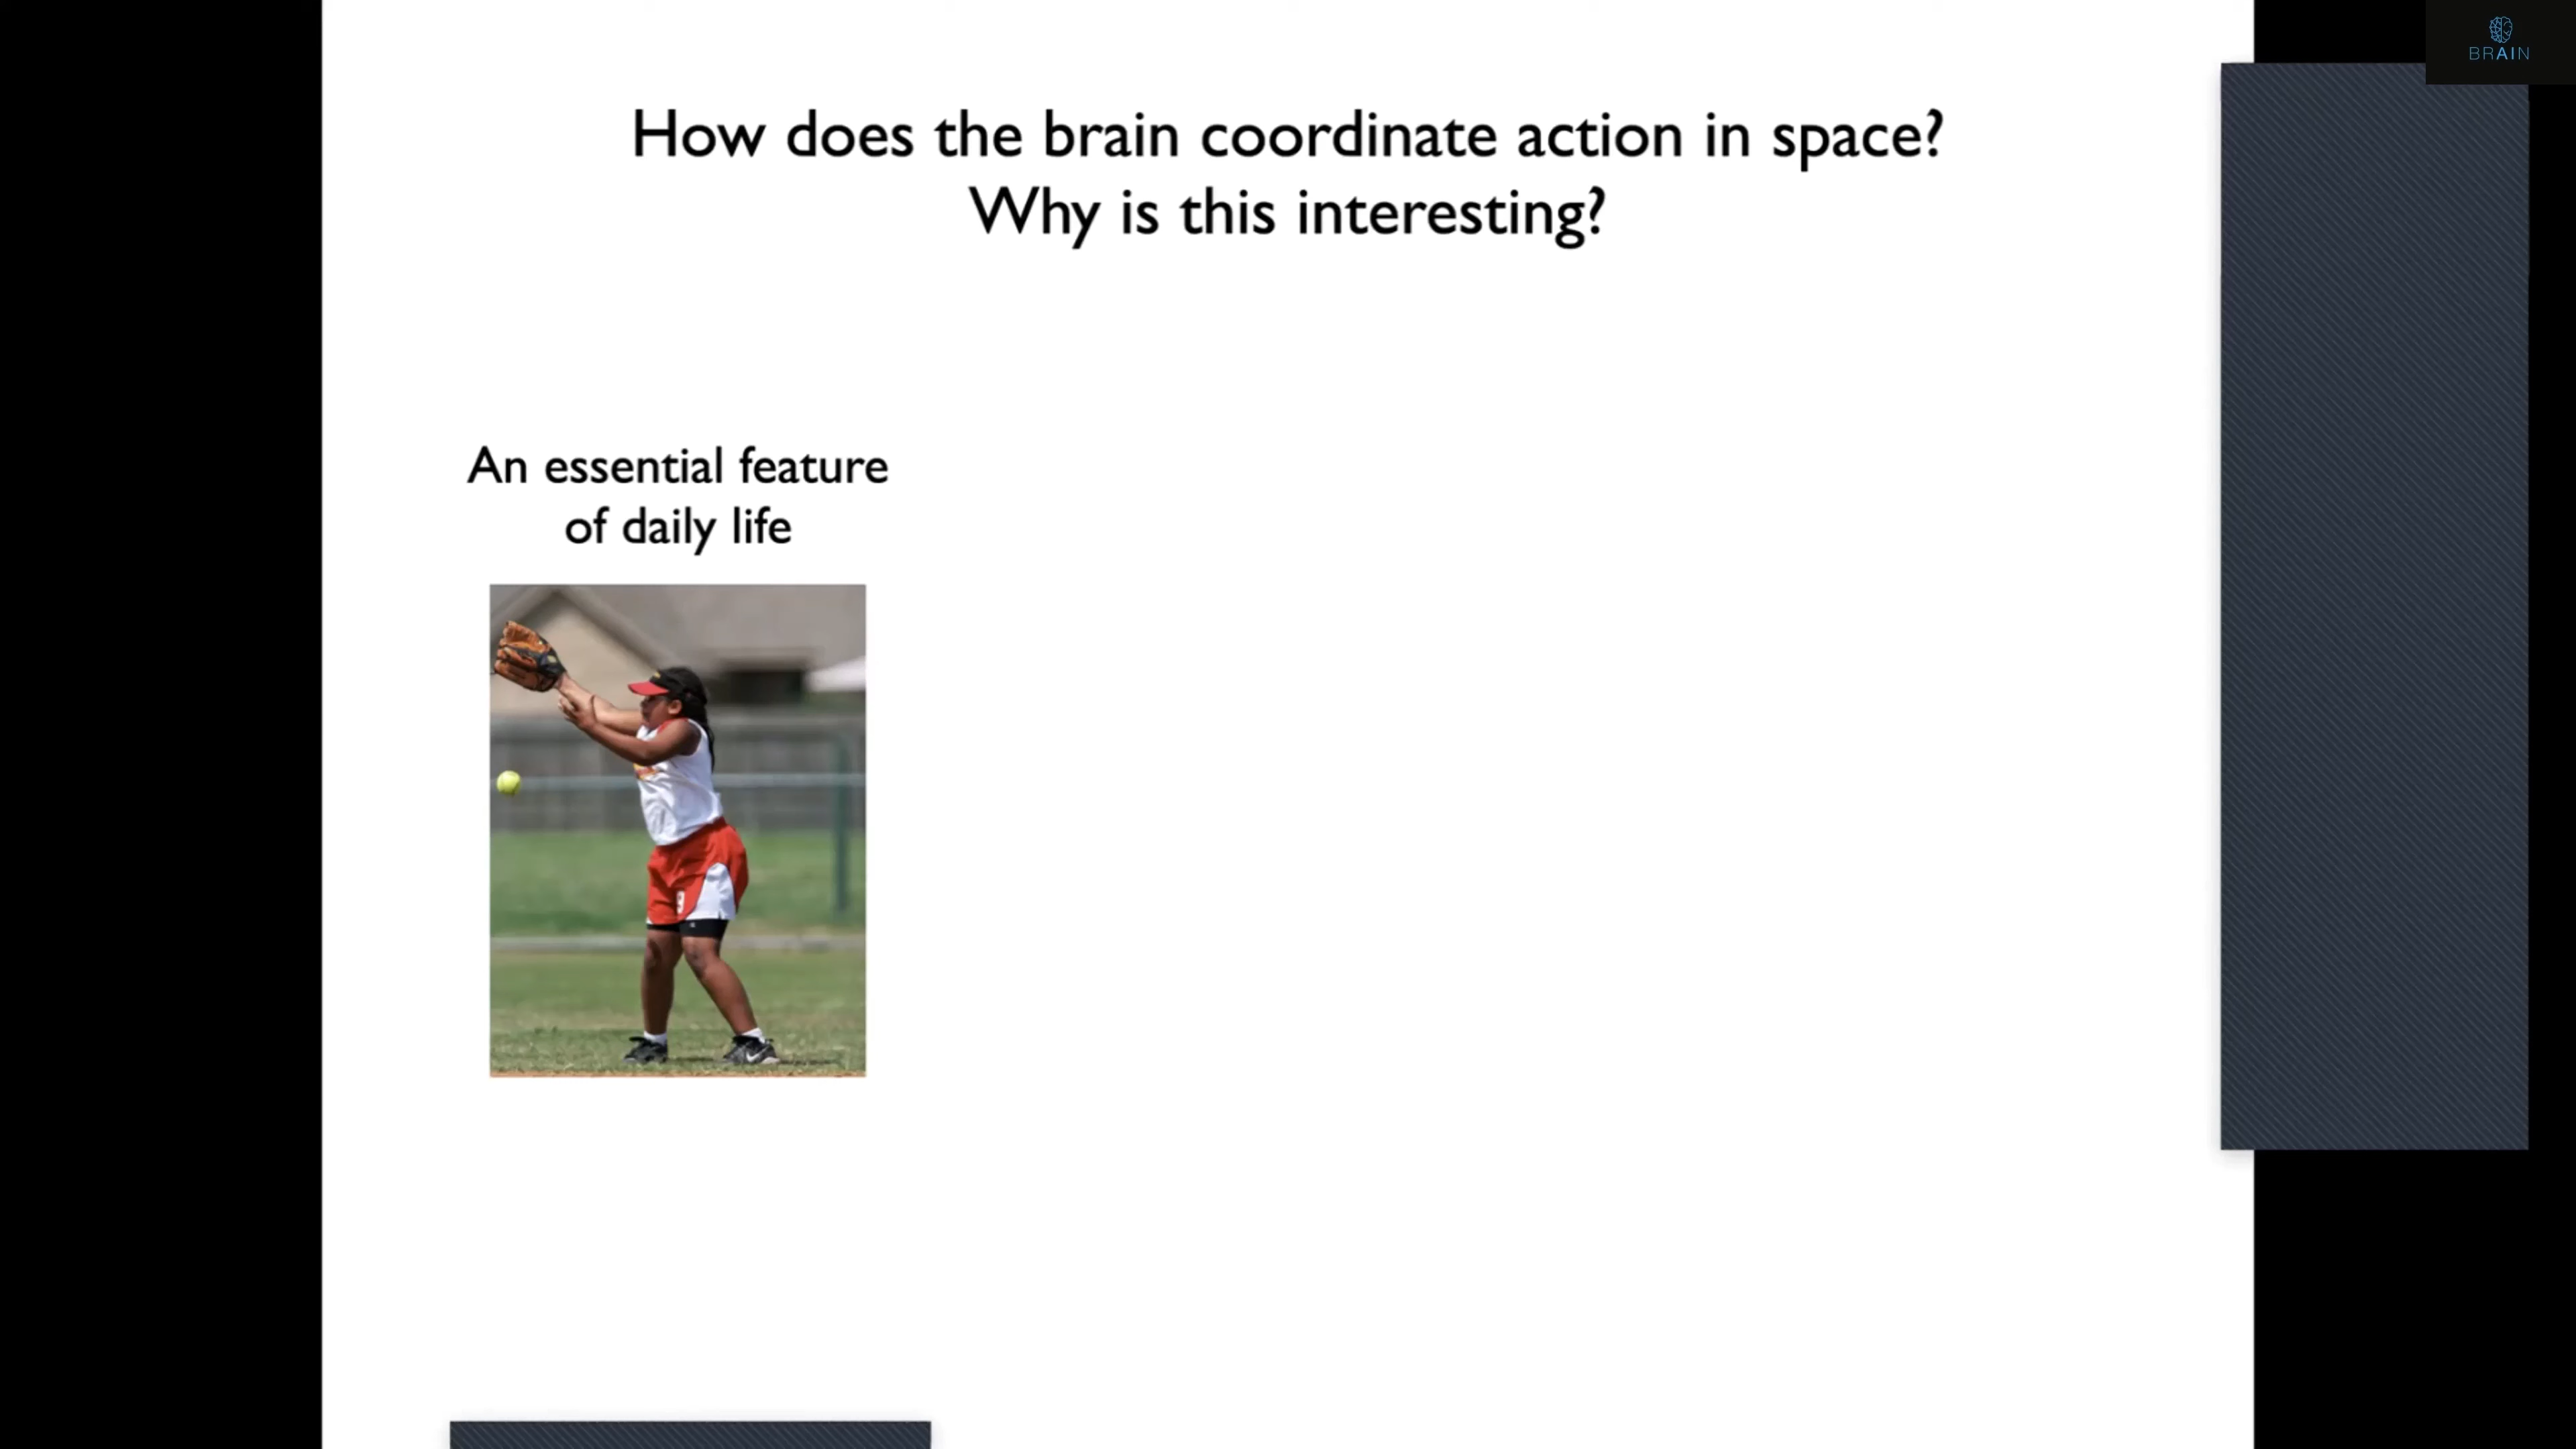 BRAIN
How does the brain coordinate action in space?
Why is this interesting?
An essential feature
of daily life